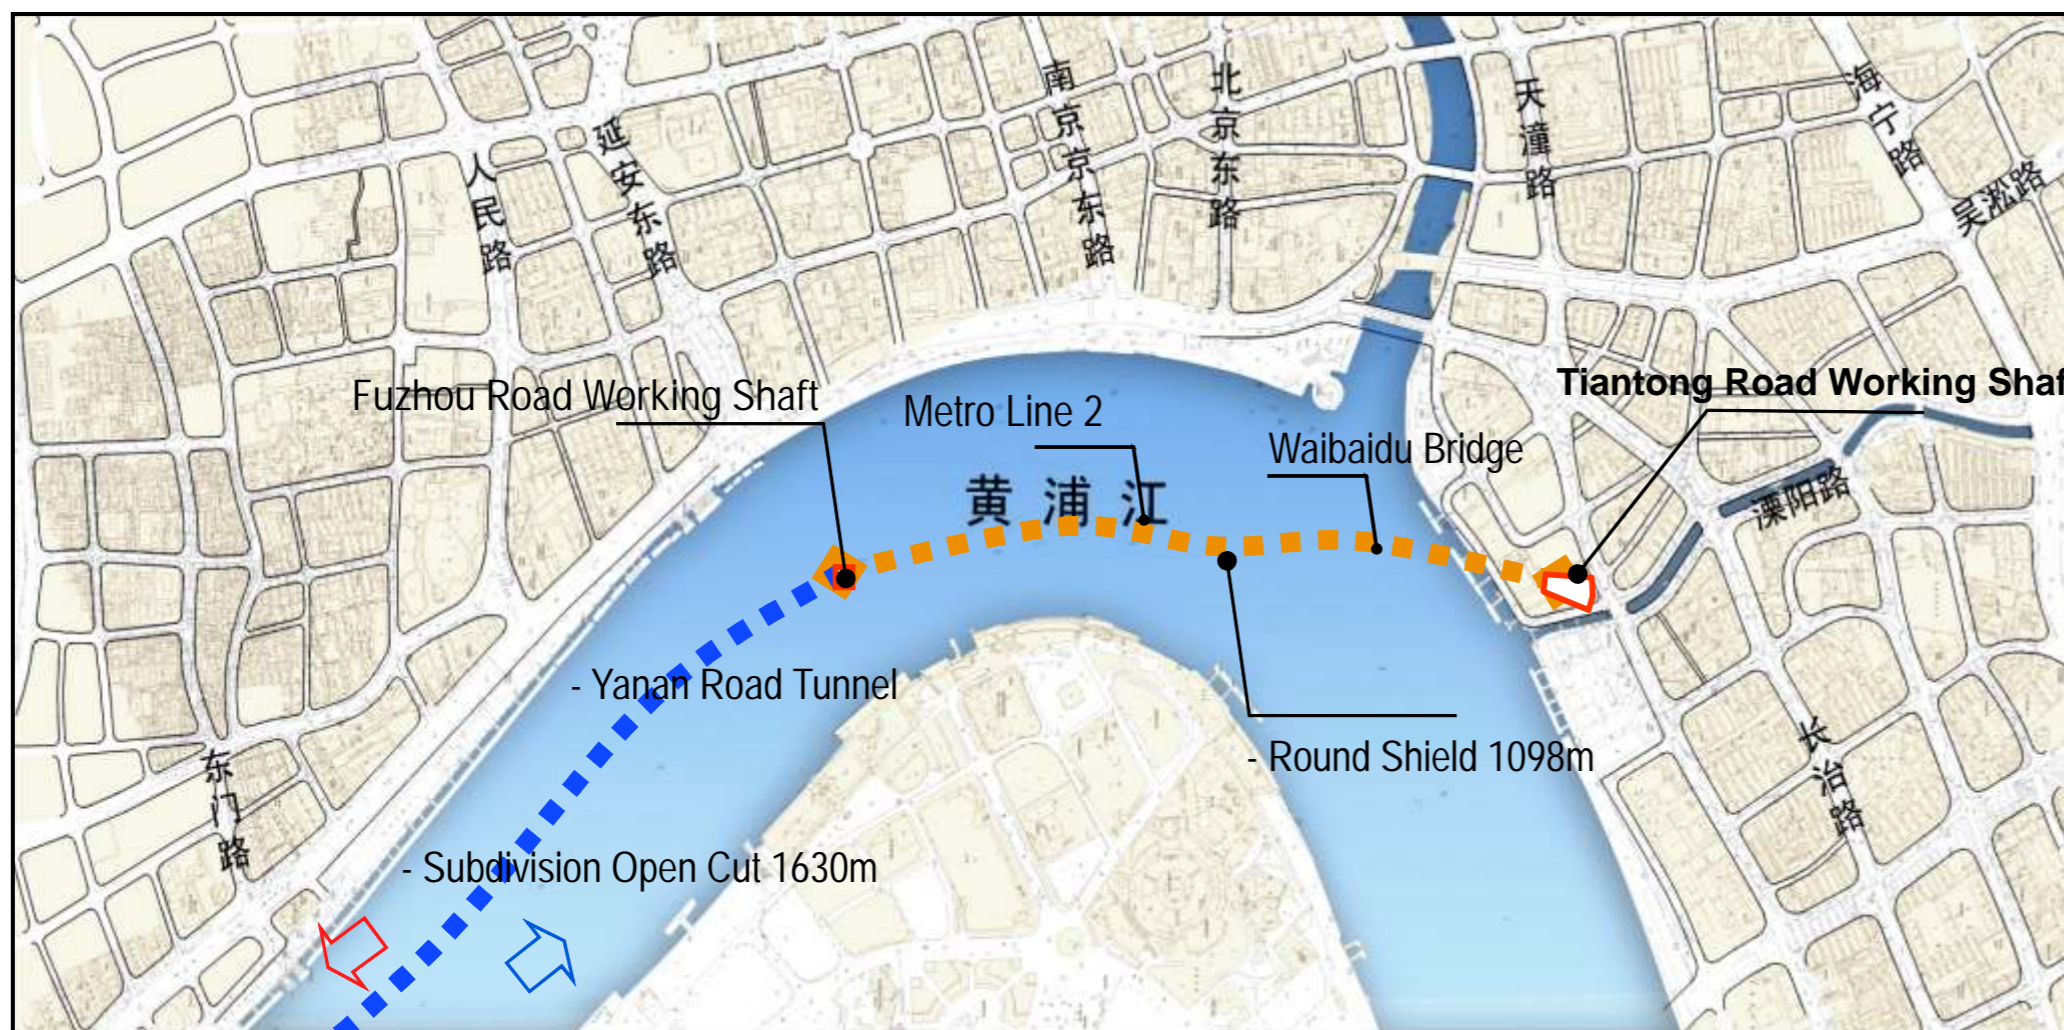 南京京东路
北京东路
天潼路
海宁路
吴淞路
延安东路
人民路
Fuzhou Road Working Shaft
Metro Line 2
Waibaidu Bridge
Tiantong Road Working Shaf
黄浦江
溧阳路
- Yanan Road Tunnel
- Round Shield 1098m
东门路
长治路
- Subdivision Open Cut 1630m